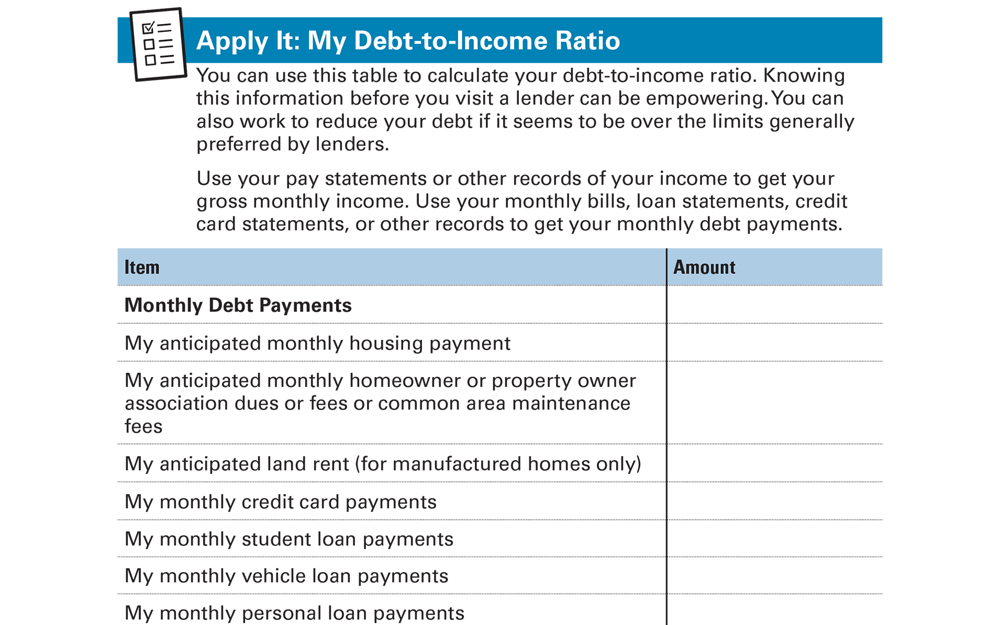 Apply It: My Debt-to-Income Ratio
You can use this table to calculate your debt-to-income ratio. Knowing
this information before you visit a lender can be empowering. You can
also work to reduce your debt if it seems to be over the limits generally
preferred by lenders.
Use your pay statements or other records of your income to get your
gross monthly income. Use your monthly bills, loan statements, credit
card statements, or other records to get your monthly debt payments.
Item Amount
Monthly Debt Payments
My anticipated monthly housing payment
My anticipated monthly homeowner or property owner
association dues or fees or common area maintenance
fees
My anticipated land rent (for manufactured homes only)
My monthly credit card payments
My monthly student loan payments
My monthly vehicle loan payments
My monthly personal loan payments